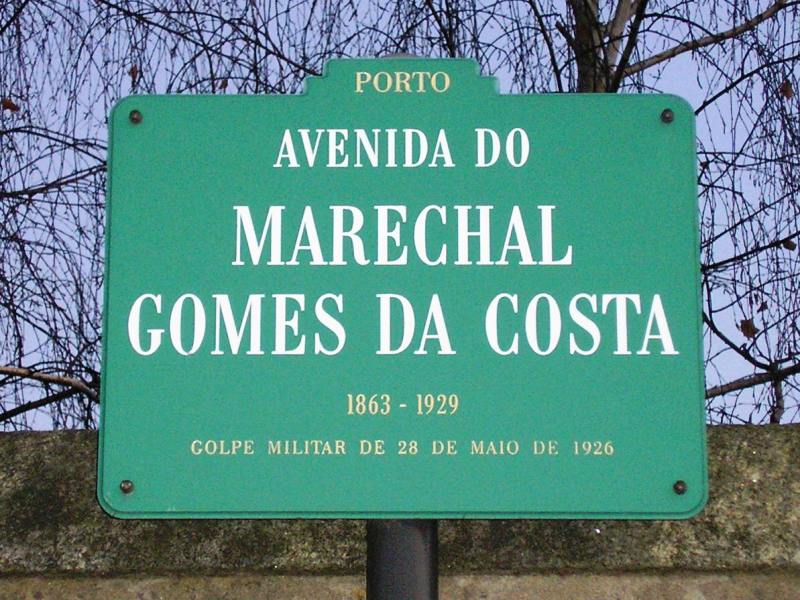 PORTO
AVENIDA DO
MARECHAL
GOMES DA COSTA
1863 - 1929
GOLPE MILITAR DE 28 DE MAIO DE 1926